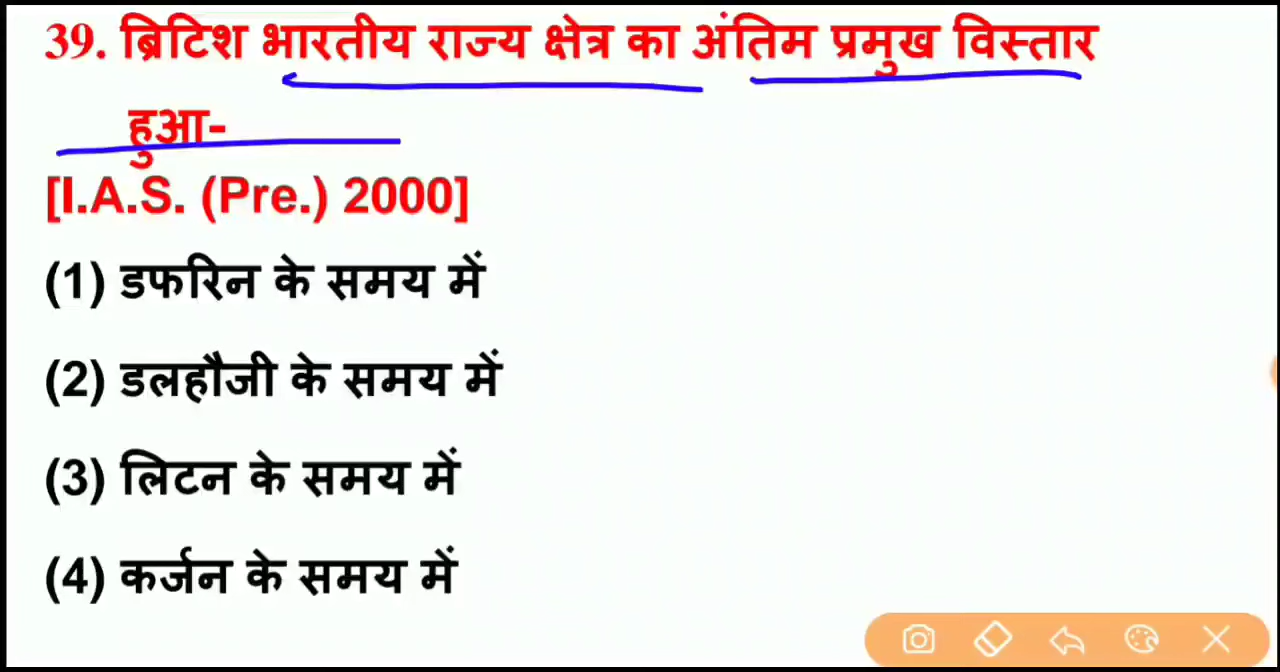 39. ब्रिटिश भारतीय राज्य क्षेत्र का अंतिम प्रमुख विस्तार
हुआ-
[I.A.S. (Pre.) 2000]
(1) डफरिन के समय में
(2) डलहौजी के समय में
(3) लिटन के समय में
(4) कर्जन के समय में